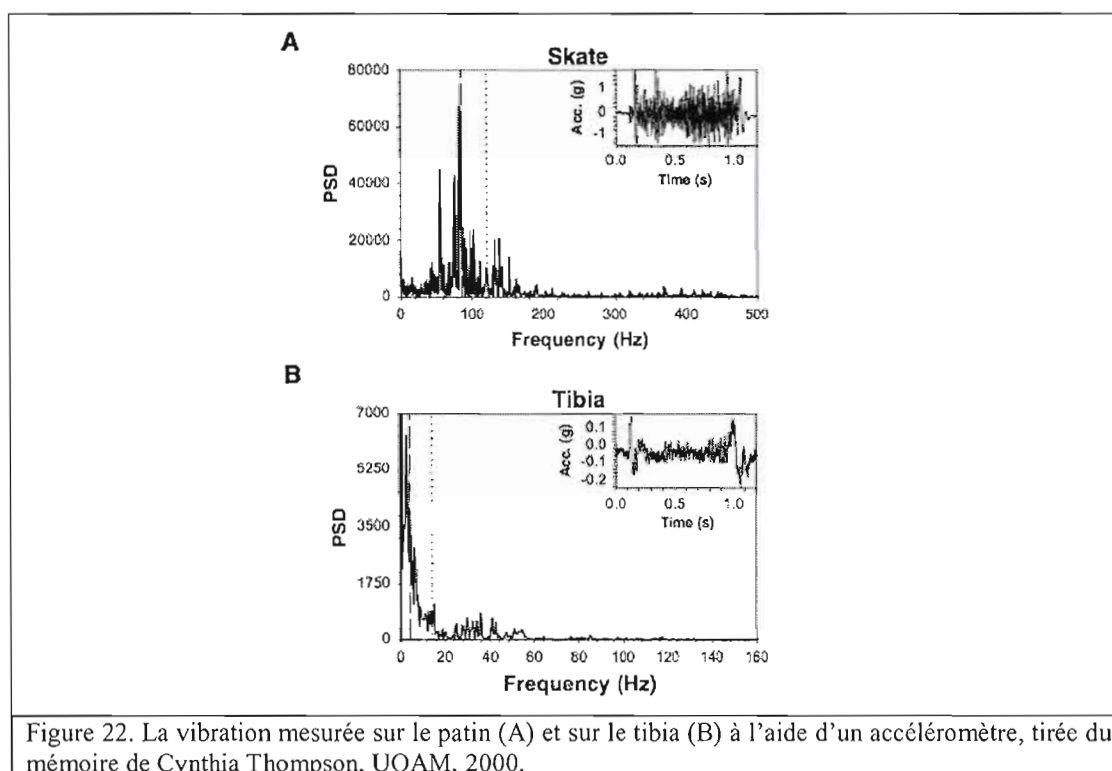 A
Skate
80000
60000
40000
20000
0
PSD
0 100 200 300 400 500
Frequency (Hz)
Acc. (g)
1
0
-1
0.0 0.5 1.0
Time (s)
B
Tibia
7000
5250
3500
1750
0
PSD
0 20 40 60 80 100 120 140 160
Frequency (Hz)
Acc. (g)
0.1
0.0
-0.1
-0.2
0.0 0.5 1.0
Time (s)
Figure 22. La vibration mesurée sur le patin (A) et sur le tibia (B) à l'aide d'un accéléromètre, tirée du
mémoire de Cynthia Thompson, UQAM, 2000.